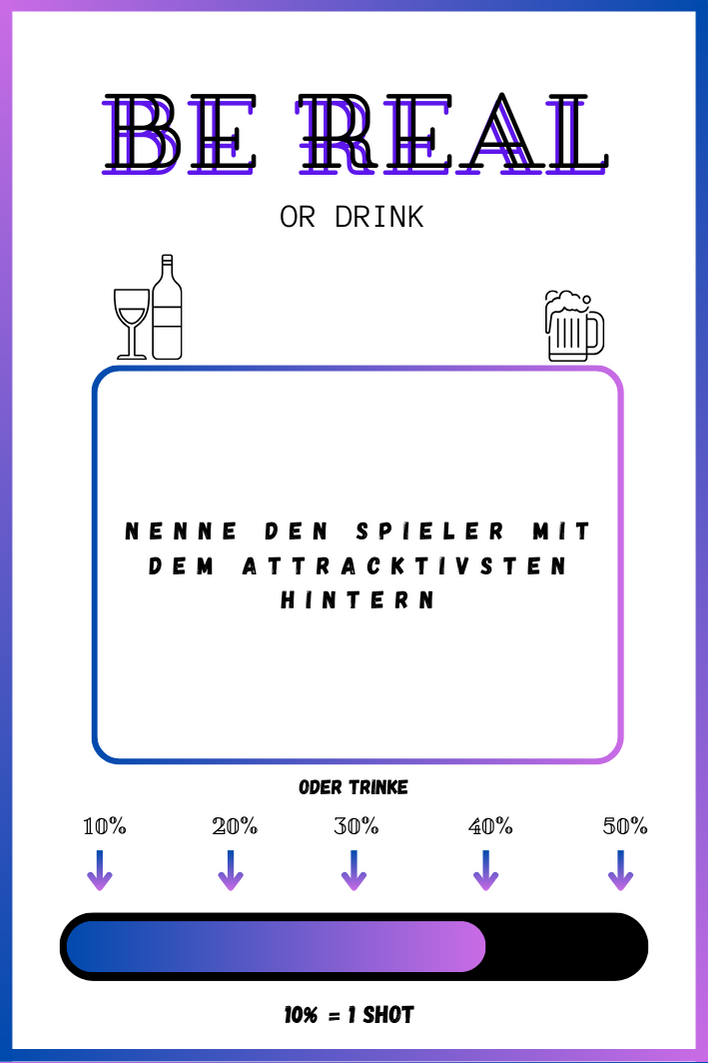 BE REAL
OR DRINK
NENNE DEN SPIELER MIT
DEM ATTRACKTIVSTEN
HINTERN
ODER TRINKE
10% 20% 30% 40% 50%
10% = 1 SHOT